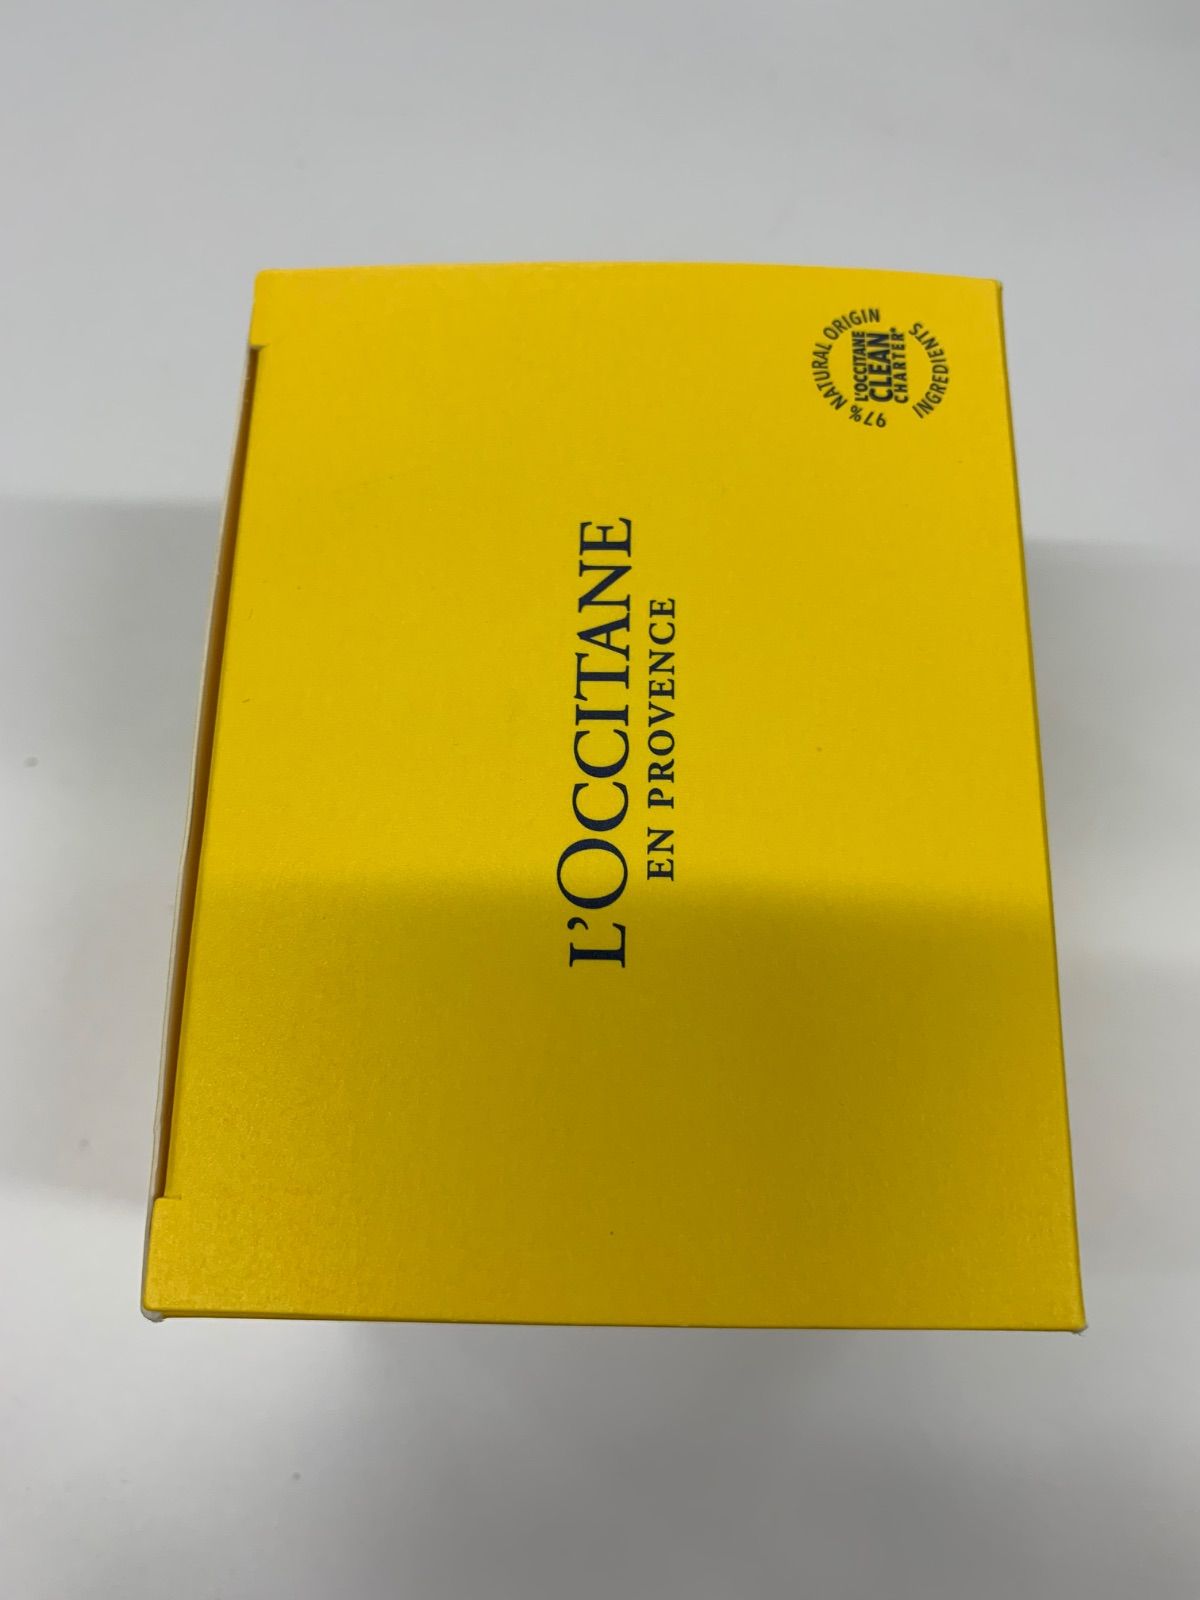 L'OCCITANE
EN PROVENCE
97% NATURAL ORIGIN INGREDIENTS
L'OCCITANE
CLEAN
CHARTER®